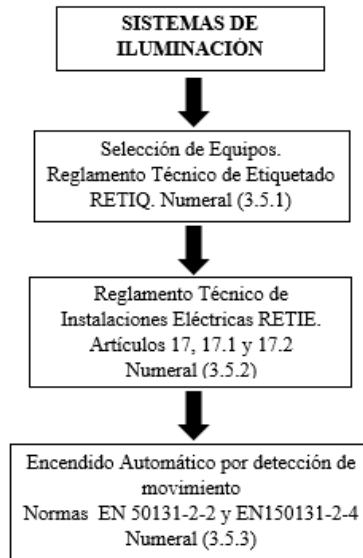 SISTEMAS DE
ILUMINACIÓN
Selección de Equipos.
Reglamento Técnico de Etiquetado
RETIQ. Numeral (3.5.1)
Reglamento Técnico de
Instalaciones Eléctricas RETIE.
Artículos 17, 17.1 y 17.2
Numeral (3.5.2)
Encendido Automático por detección de
movimiento
Normas EN 50131-2-2 y EN150131-2-4
Numeral (3.5.3)